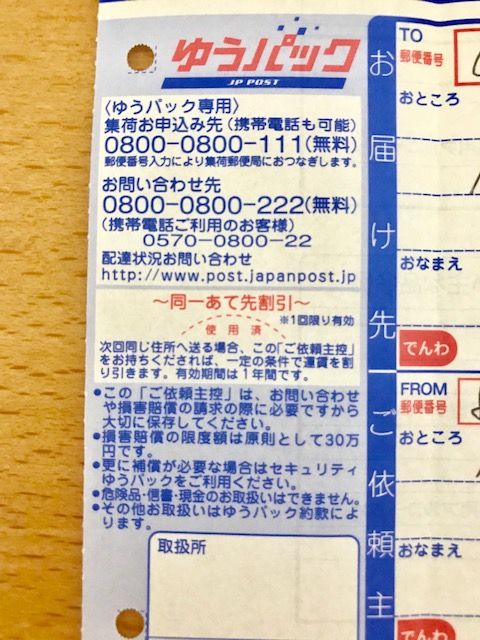 ゆうパック
JP POST
〈ゆうパック専用〉
集荷お申込み先(携帯電話も可能)
0800-0800-111(無料)
郵便番号入力により集荷郵便局におつなぎします。
お問い合わせ先
0800-0800-222(無料)
(携帯電話ご利用のお客様)
0570-0800-22
配達状況お問い合わせ
http://www.post.japanpost.jp
〜同一あて先割引〜
※1回限り有効
使用済
次回同じ住所へ送る場合、この「ご依頼主控」
をお持ちくだされば、一定の条件で運賃を割
り引きます。有効期間は1年間です。
●この「ご依頼主控」は、お問い合わせ
や損害賠償の請求の際に必要ですから
大切に保存してください。
●損害賠償の限度額は原則として30万
円です。
●更に補償が必要な場合はセキュリティ
ゆうパックをご利用ください。
●危険品・信書・現金のお取扱いはできません。
●その他お取扱いはゆうパック約款によ
ります。
取扱所
お届け先
TO
郵便番号
おところ
おなまえ
でんわ
ご依頼主
FROM
郵便番号
おところ
おなまえ
でんわ